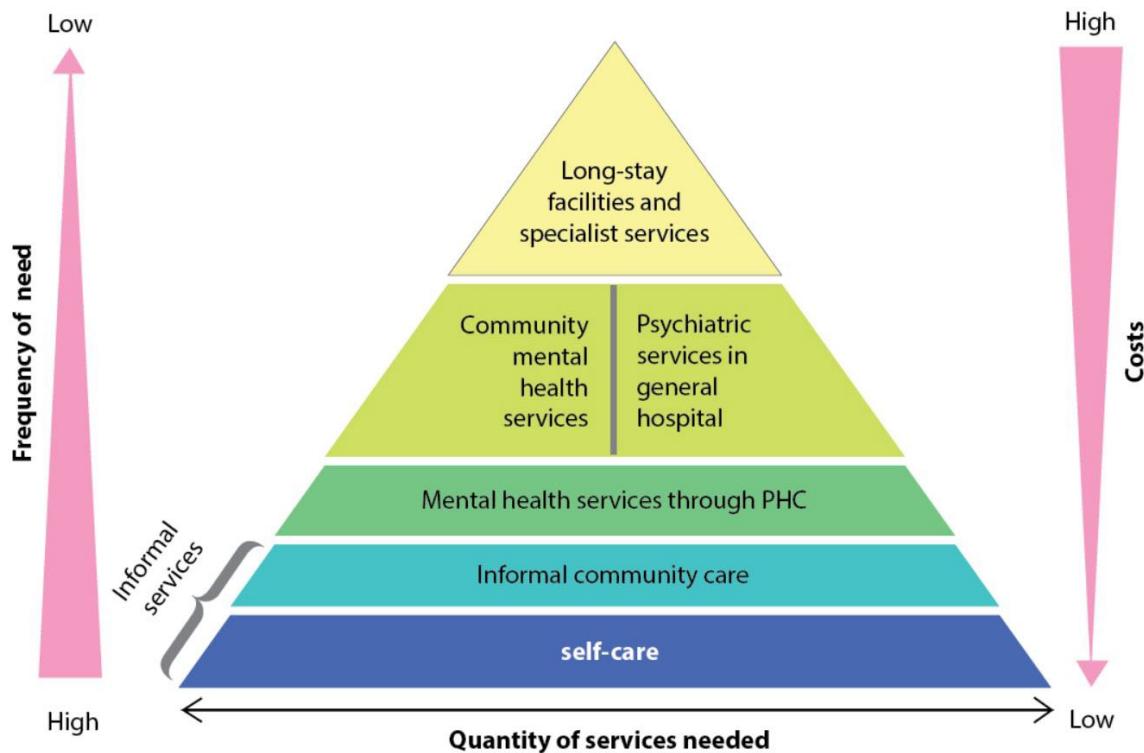 Low
High
Long-stay
facilities and
specialist services
Frequency of need
Costs
Community
mental
health
services
Psychiatric
services in
general
hospital
Mental health services through PHC
Informal
services
Informal community care
self-care
High
Low
Quantity of services needed